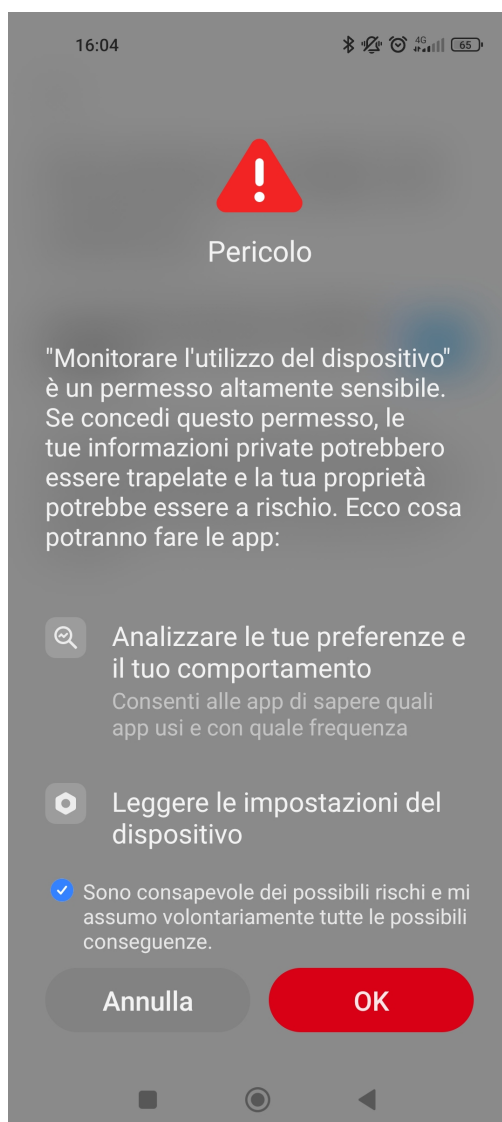 16:04
4G
65
Pericolo
"Monitorare l'utilizzo del dispositivo"
è un permesso altamente sensibile.
Se concedi questo permesso, le
tue informazioni private potrebbero
essere trapelate e la tua proprietà
potrebbe essere a rischio. Ecco cosa
potranno fare le app:
Analizzare le tue preferenze e
il tuo comportamento
Consenti alle app di sapere quali
app usi e con quale frequenza
Leggere le impostazioni del
dispositivo
Sono consapevole dei possibili rischi e mi
assumo volontariamente tutte le possibili
conseguenze.
Annulla
OK